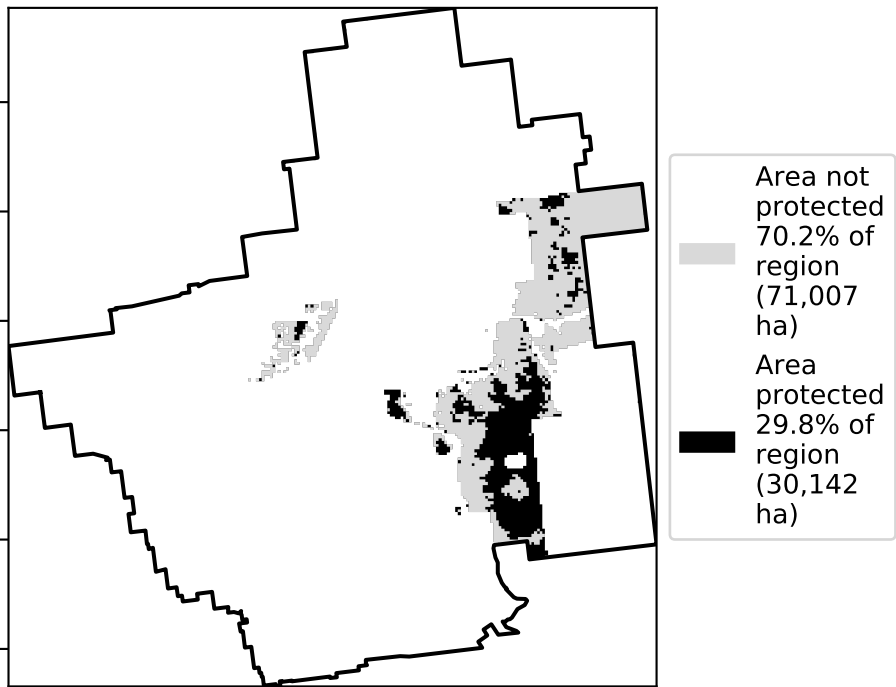 Area not
protected
70.2% of
region
(71,007
ha)
Area
protected
29.8% of
region
(30,142
ha)